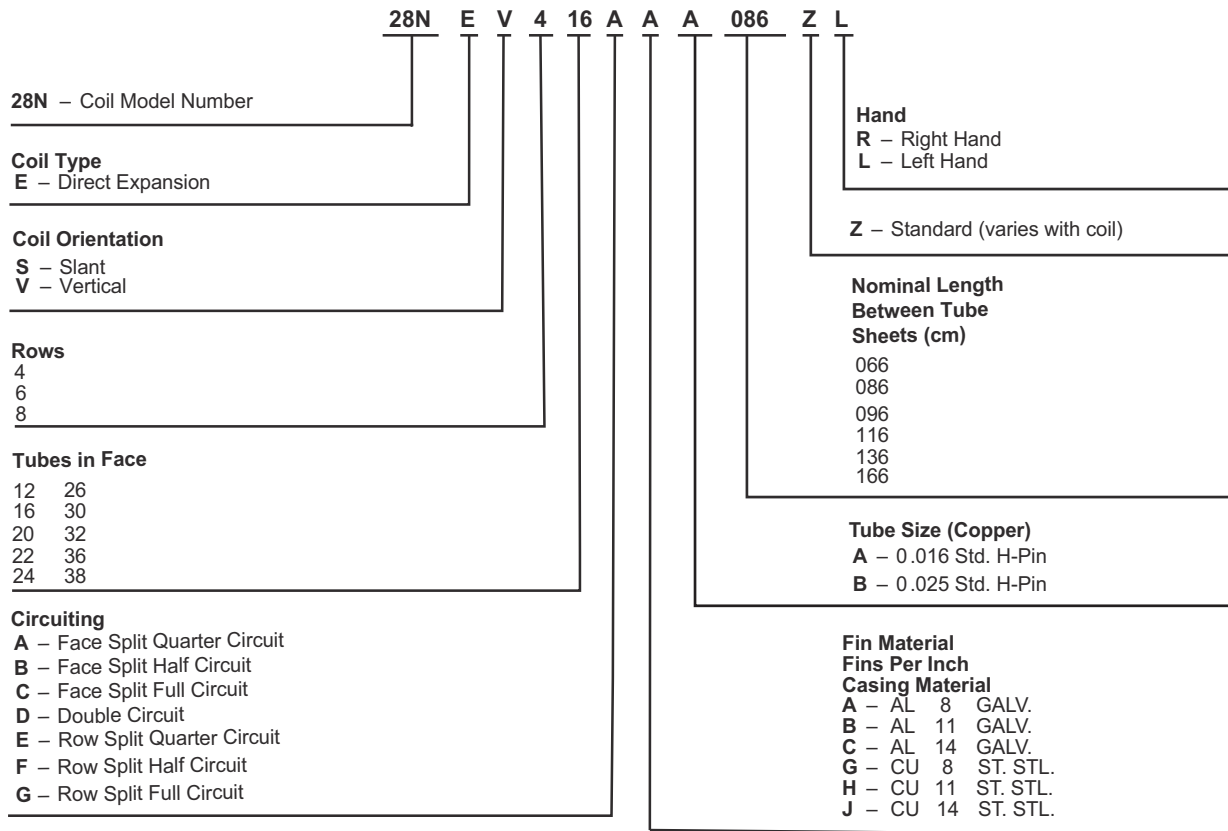 28N E V 4 16 A A A 086 Z L
28N – Coil Model Number
Coil Type
E – Direct Expansion
Coil Orientation
S – Slant
V – Vertical
Rows
4
6
8
Tubes in Face
12 26
16 30
20 32
22 36
24 38
Circuiting
A – Face Split Quarter Circuit
B – Face Split Half Circuit
C – Face Split Full Circuit
D – Double Circuit
E – Row Split Quarter Circuit
F – Row Split Half Circuit
G – Row Split Full Circuit
Hand
R – Right Hand
L – Left Hand
Z – Standard (varies with coil)
Nominal Length
Between Tube
Sheets (cm)
066
086
096
116
136
166
Tube Size (Copper)
A – 0.016 Std. H-Pin
B – 0.025 Std. H-Pin
Fin Material
Fins Per Inch
Casing Material
A – AL 8 GALV.
B – AL 11 GALV.
C – AL 14 GALV.
G – CU 8 ST. STL.
H – CU 11 ST. STL.
J – CU 14 ST. STL.